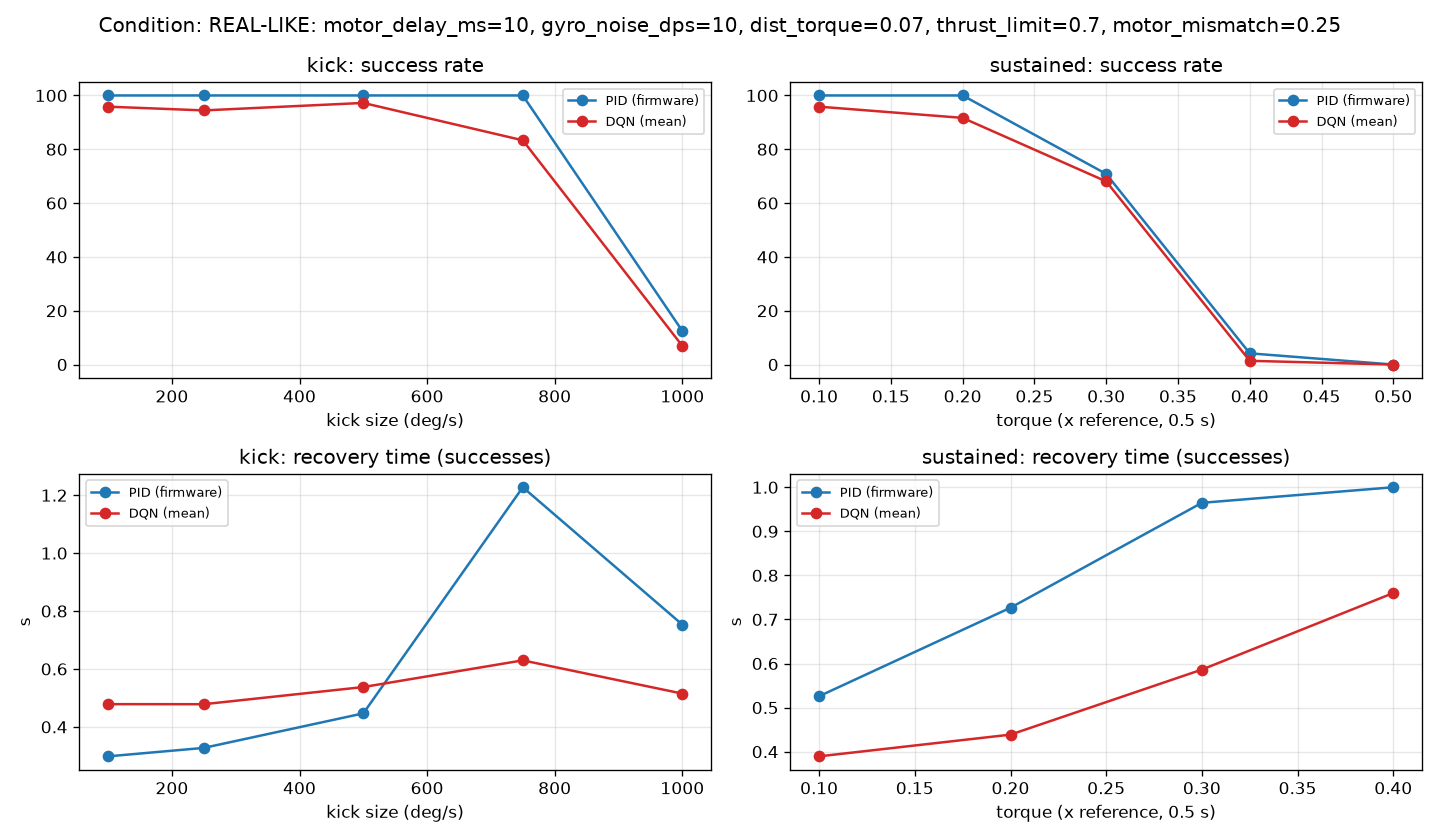 Condition: REAL-LIKE: motor_delay_ms=10, gyro_noise_dps=10, dist_torque=0.07, thrust_limit=0.7, motor_mismatch=0.25
kick: success rate
100
80
60
40
20
0
PID (firmware)
DQN (mean)
200 400 600 800 1000
kick size (deg/s)
sustained: success rate
100
80
60
40
20
0
PID (firmware)
DQN (mean)
0.10 0.15 0.20 0.25 0.30 0.35 0.40 0.45 0.50
torque (x reference, 0.5 s)
kick: recovery time (successes)
s
1.2
1.0
0.8
0.6
0.4
PID (firmware)
DQN (mean)
200 400 600 800 1000
kick size (deg/s)
sustained: recovery time (successes)
s
1.0
0.9
0.8
0.7
0.6
0.5
0.4
PID (firmware)
DQN (mean)
0.10 0.15 0.20 0.25 0.30 0.35 0.40
torque (x reference, 0.5 s)